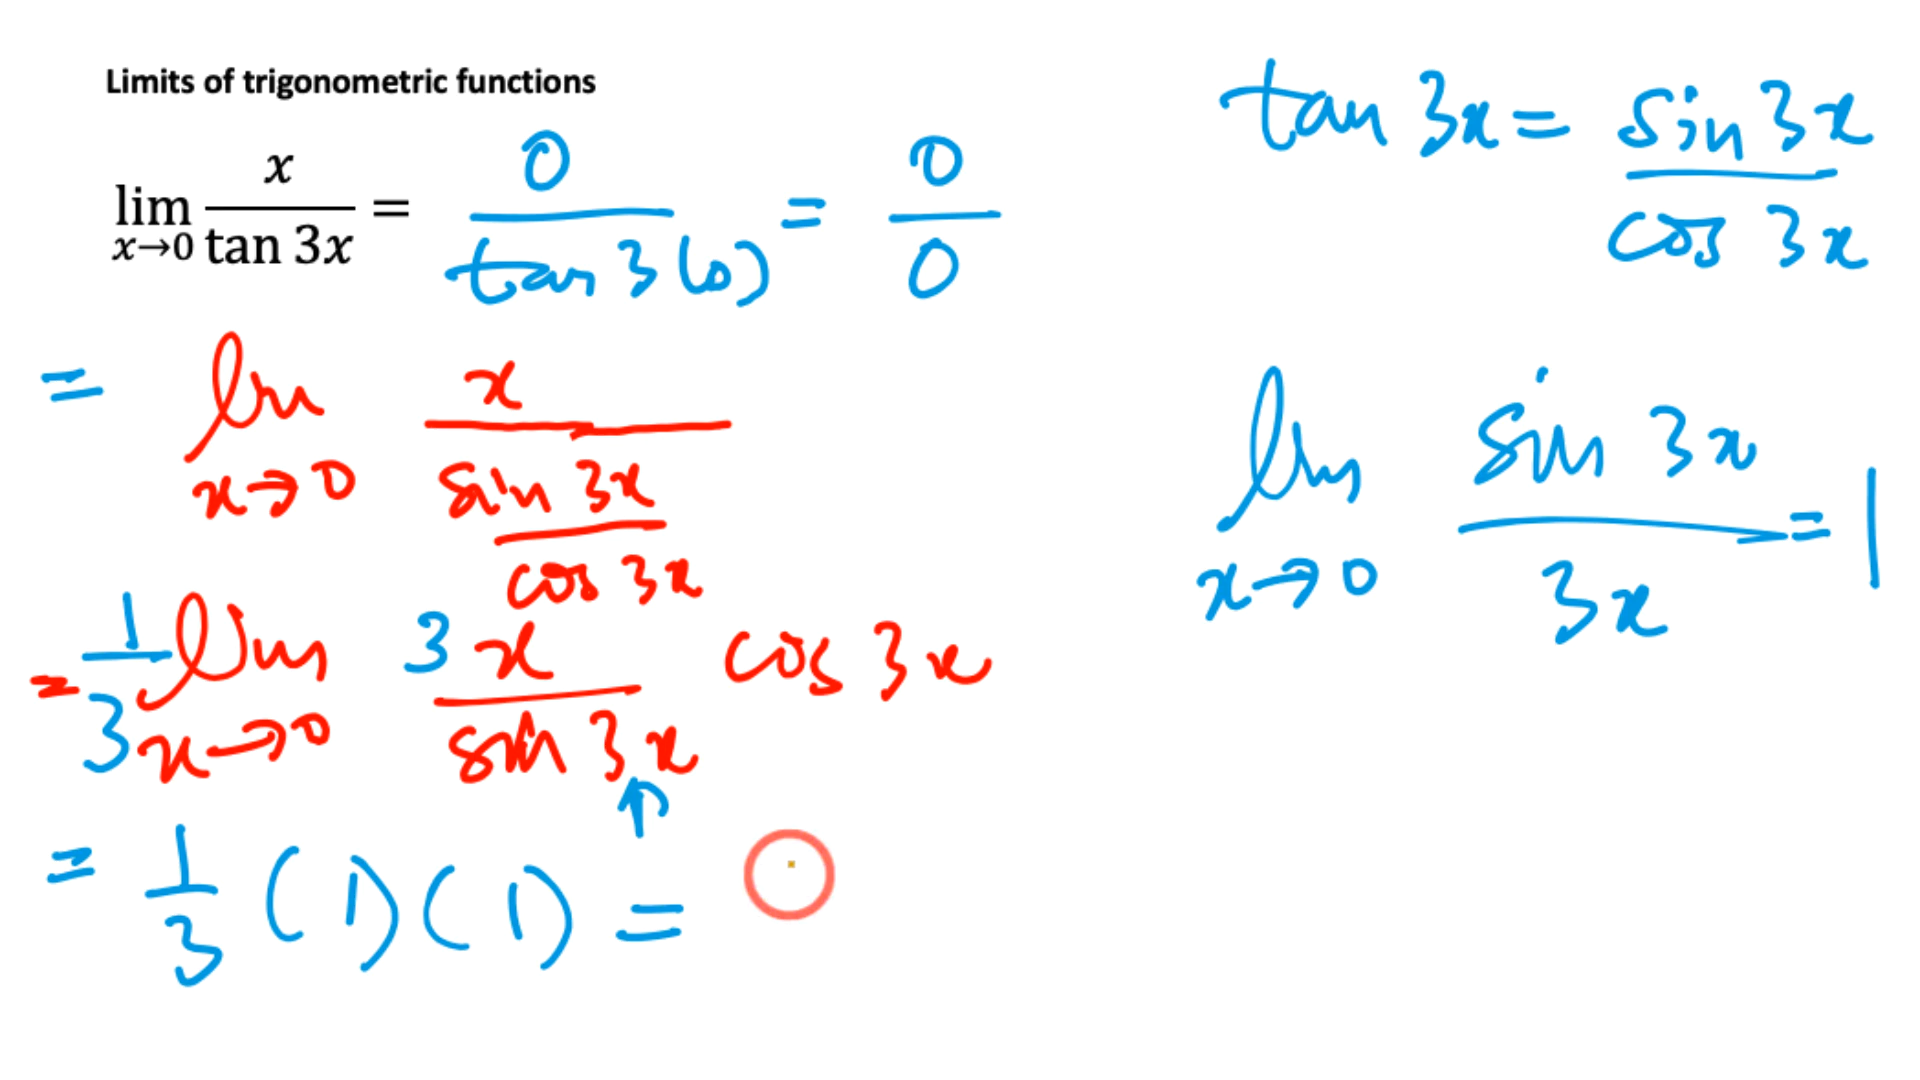 Limits of trigonometric functions
lim x→0 x / tan 3x = 0 / tan 3(0) = 0 / 0
= lim x→0 x / (sin 3x / cos 3x)
= 1/3 lim x→0 3x / sin 3x cos 3x
↑
= 1/3 (1)(1) =
tan 3x = sin 3x / cos 3x
lim x→0 sin 3x / 3x = 1